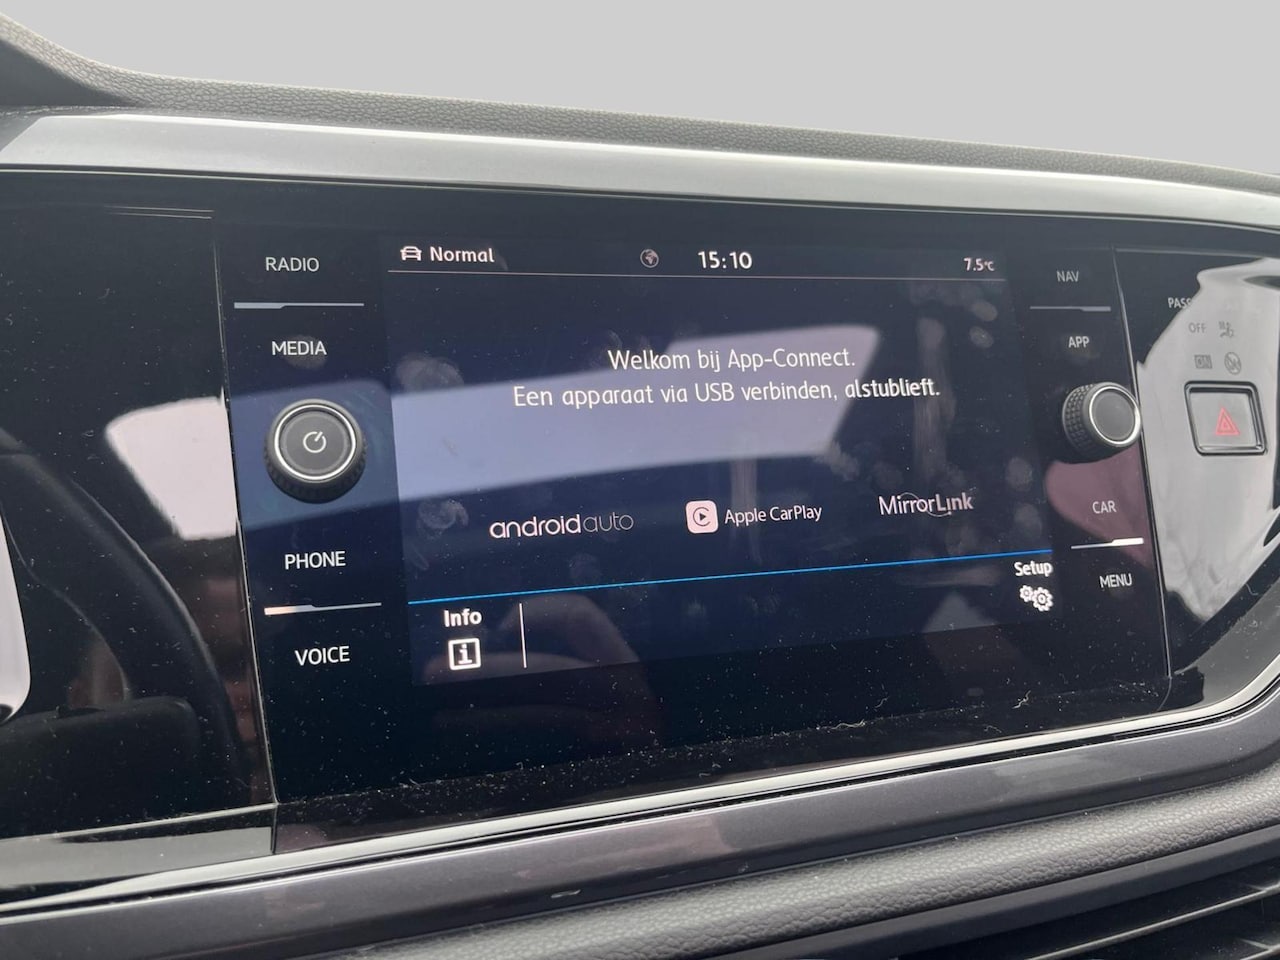 RADIO
MEDIA
PHONE
VOICE
Normal
15:10
7.5°C
Welkom bij App-Connect.
Een apparaat via USB verbinden, alstublieft.
androidauto
Apple CarPlay
MirrorLink
Info
Setup
NAV
APP
CAR
MENU
OFF
ON